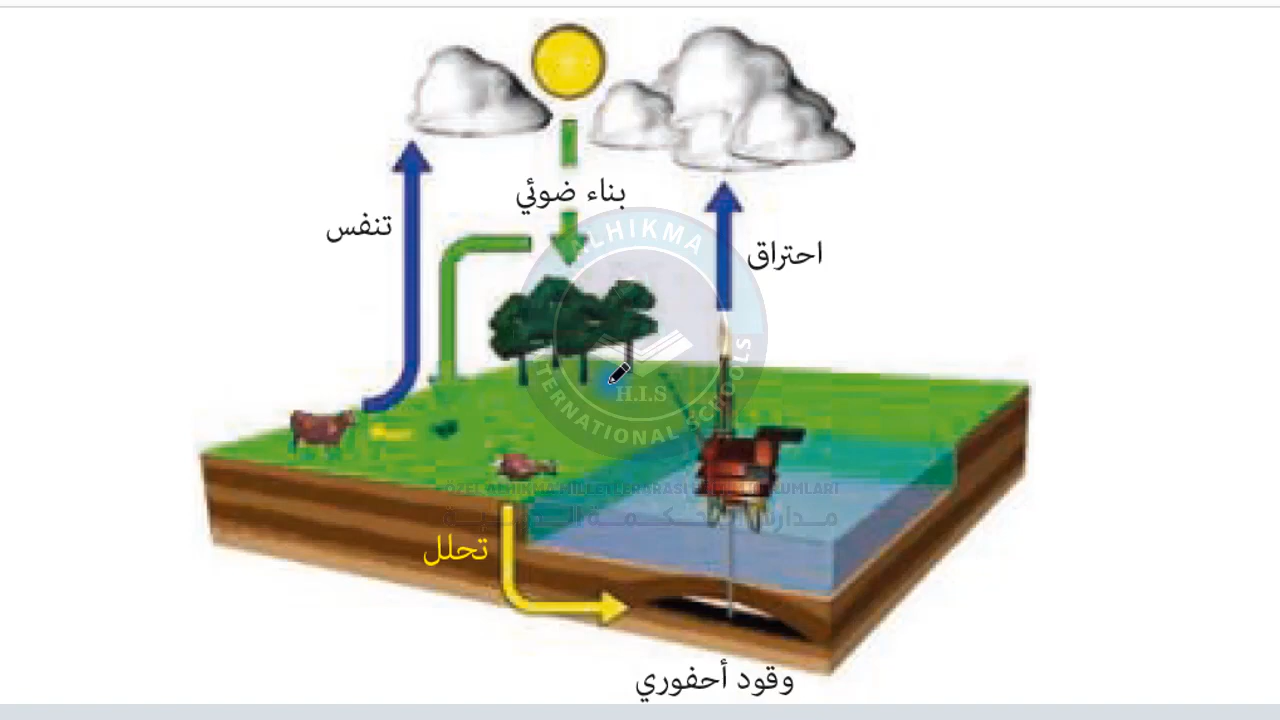 بناء ضوئي
تنفس
احتراق
ALHIKMA
INTERNATIONAL SCHOOLS
H.I.S
تحلل
وقود أحفوري